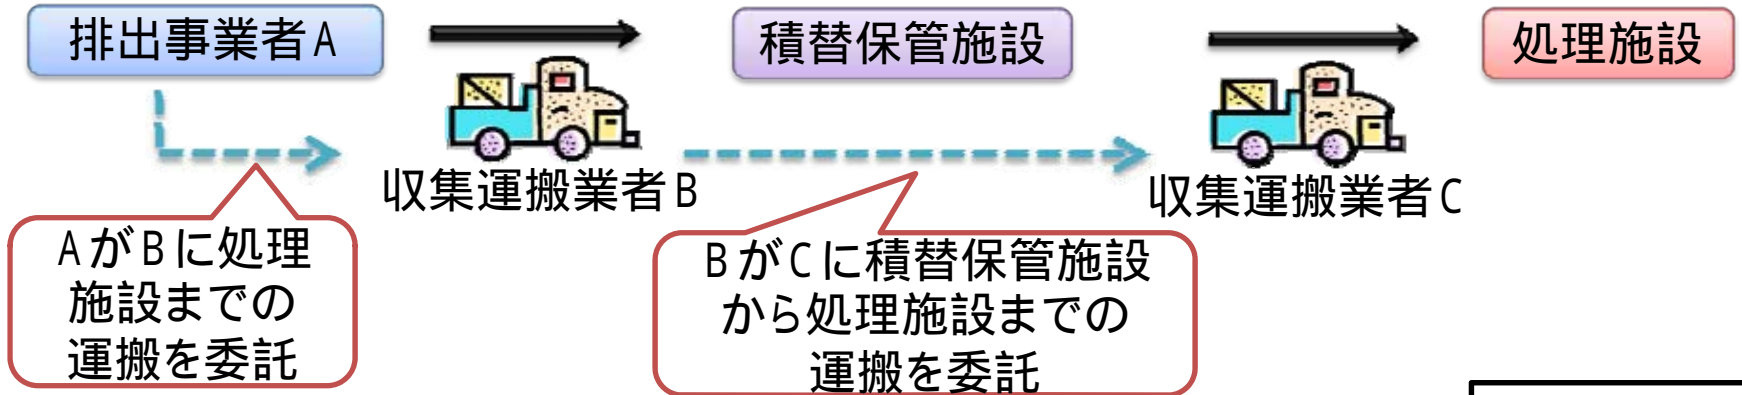 排出事業者A
積替保管施設
処理施設
収集運搬業者B
収集運搬業者C
AがBに処理
施設までの
運搬を委託
BがCに積替保管施設
から処理施設までの
運搬を委託